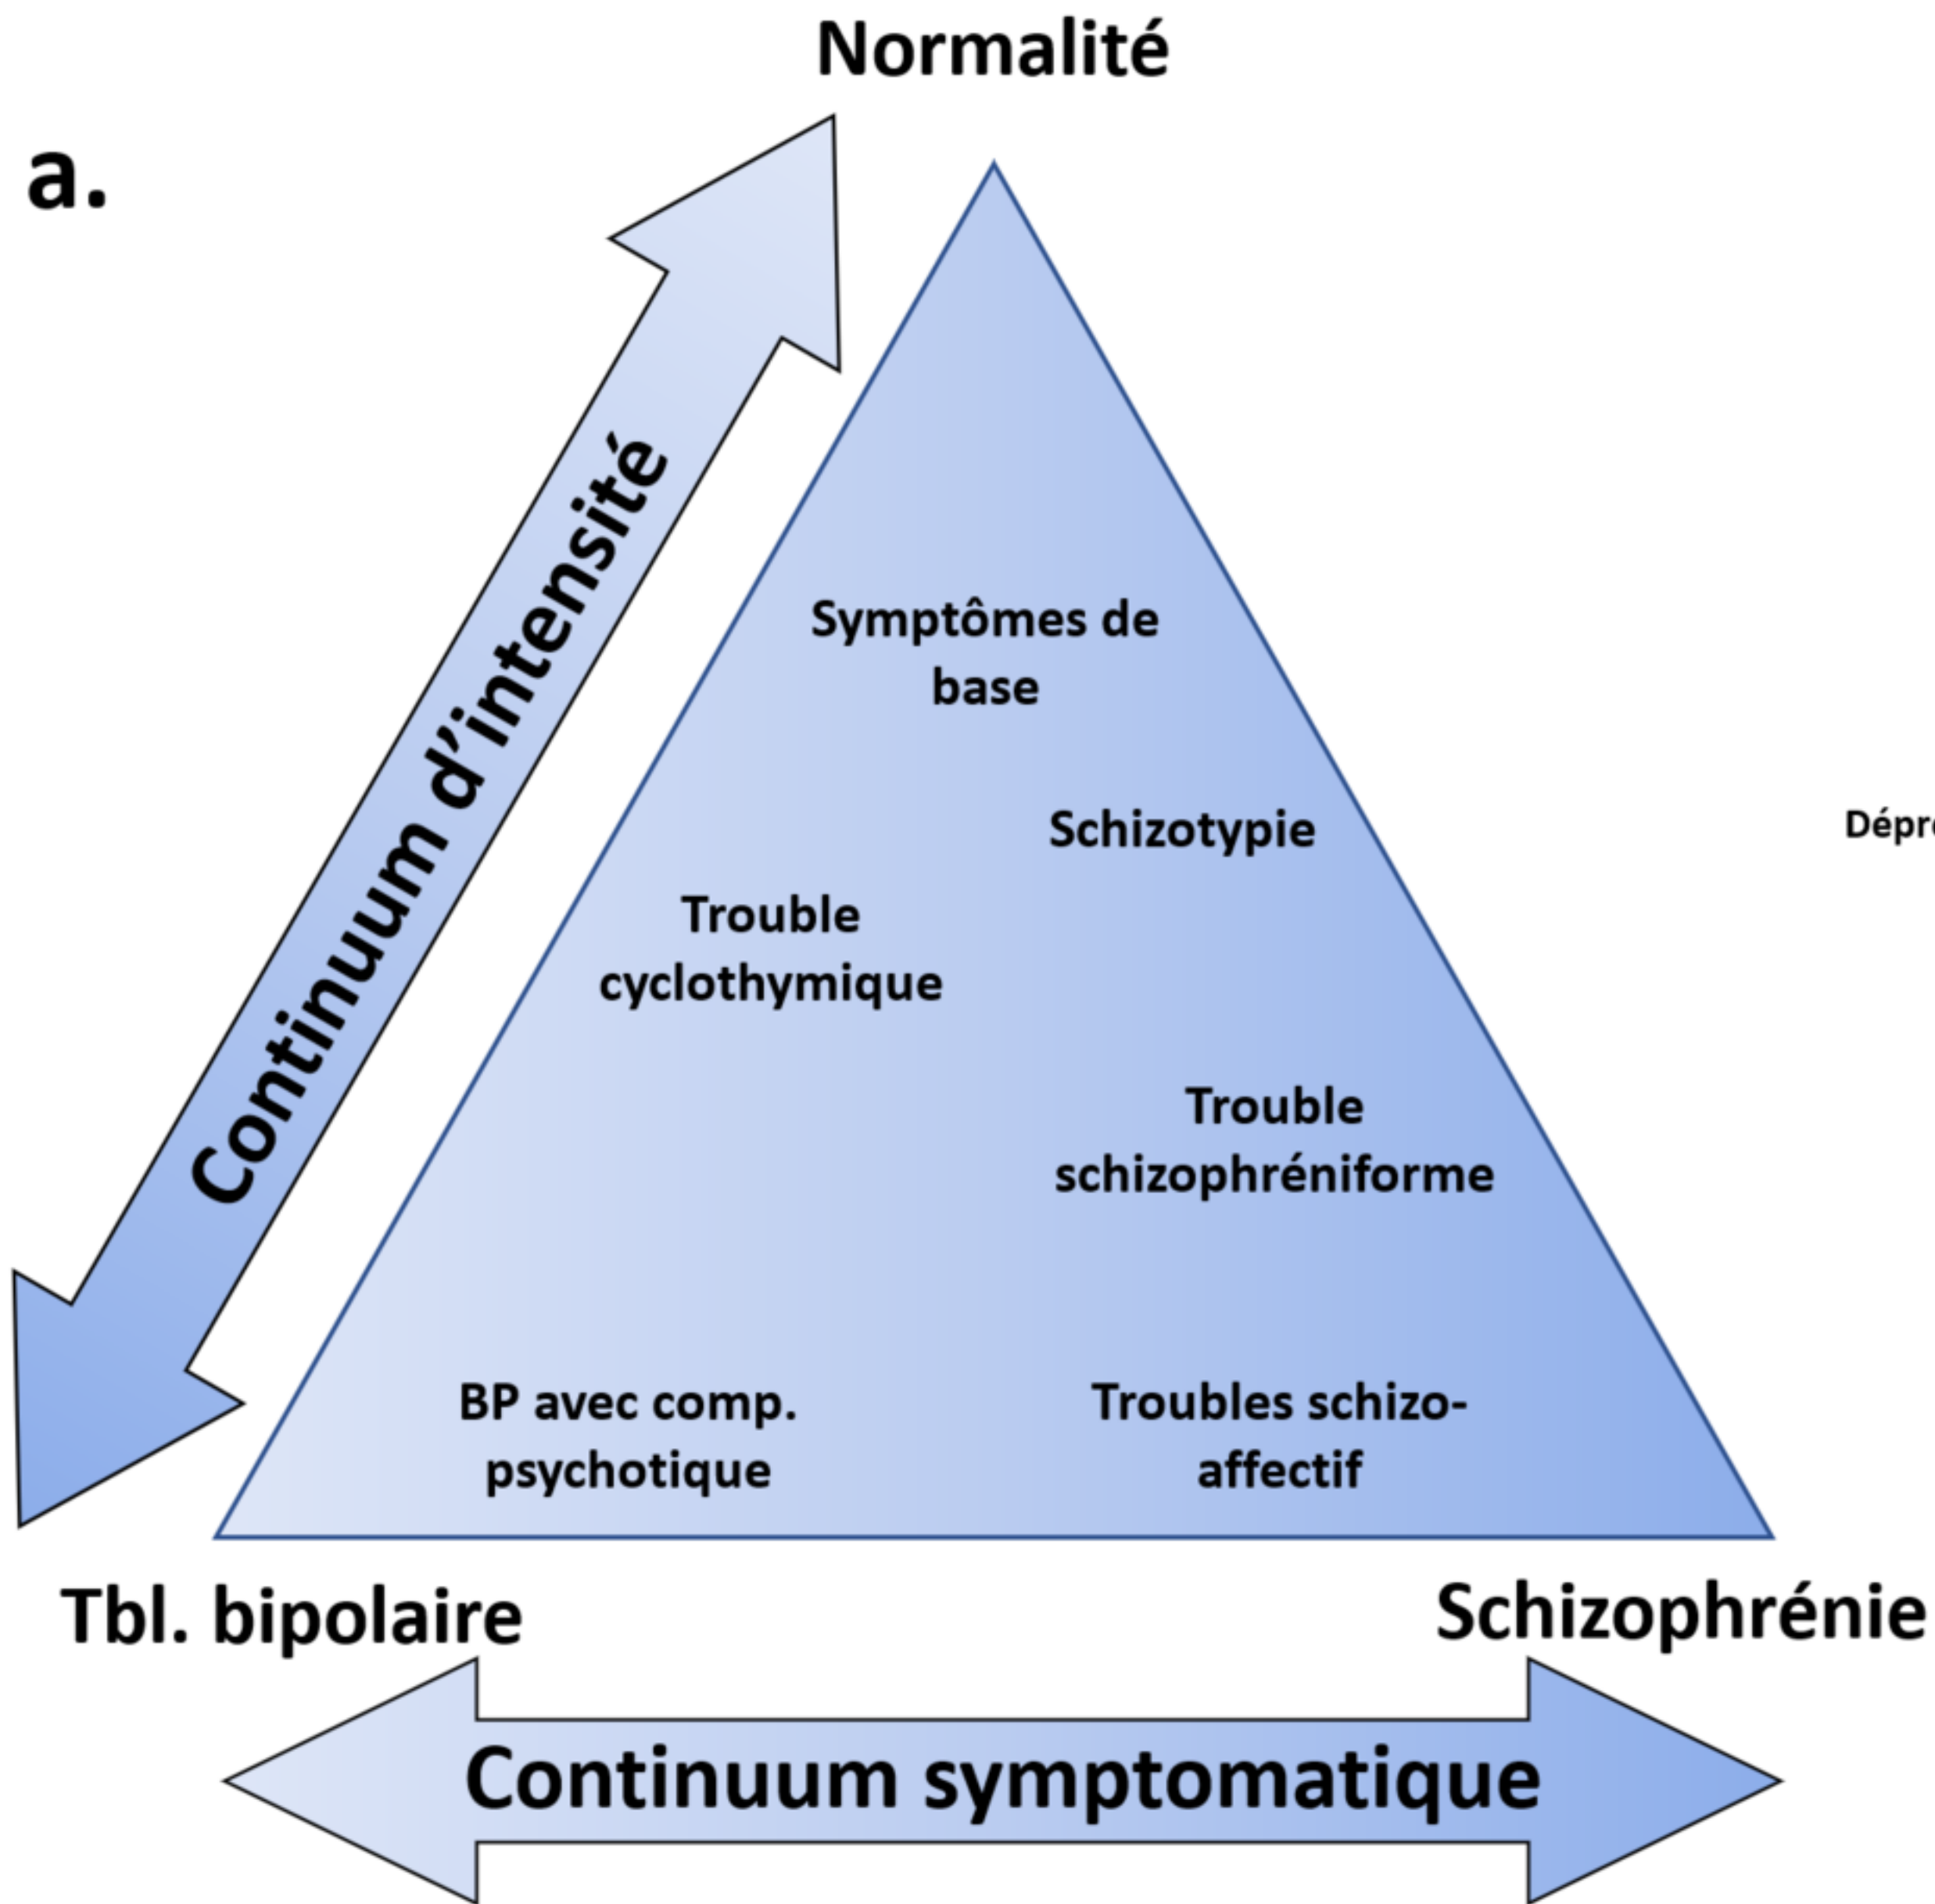 Normalité
a.
Continuum d'intensité
Symptômes de
base
Schizotypie
Trouble
cyclothymique
Trouble
schizophréniforme
BP avec comp.
psychotique
Troubles schizo-
affectif
Tbl. bipolaire
Schizophrénie
Continuum symptomatique